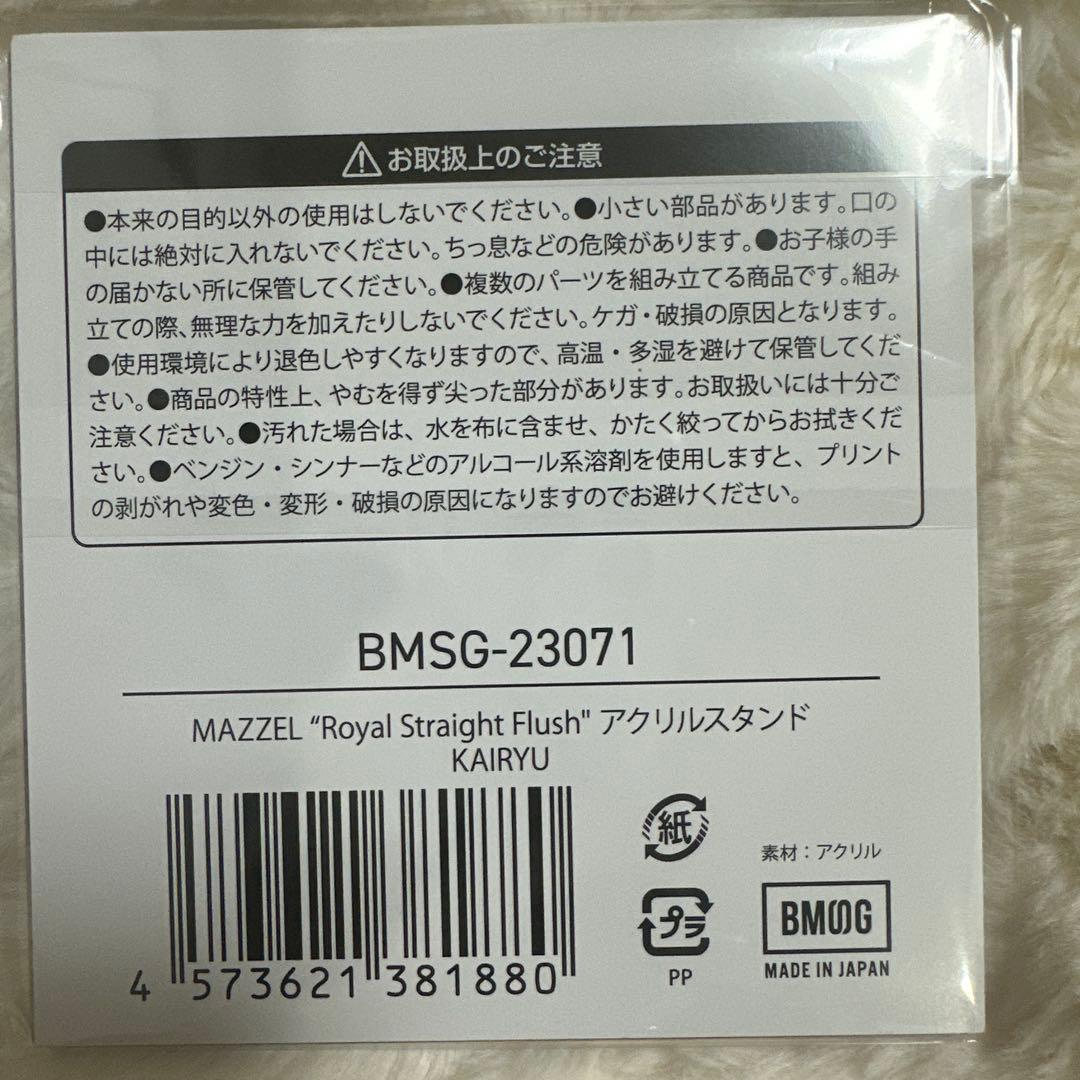 ⚠お取扱上のご注意
●本来の目的以外の使用はしないでください。●小さい部品があります。口の
中には絶対に入れないでください。ちっ息などの危険があります。●お子様の手
の届かない所に保管してください。●複数のパーツを組み立てる商品です。組み
立ての際、無理な力を加えたりしないでください。ケガ・破損の原因となります。
●使用環境により退色しやすくなりますので、高温・多湿を避けて保管してくだ
さい。●商品の特性上、やむを得ず尖った部分があります。お取扱いには十分ご
注意ください。●汚れた場合は、水を布に含ませ、かたく絞ってからお拭きくだ
さい。●ベンジン・シンナーなどのアルコール系溶剤を使用しますと、プリント
の剥がれや変色・変形・破損の原因になりますのでお避けください。
BMSG-23071
MAZZEL “Royal Straight Flush" アクリルスタンド
KAIRYU
紙
素材：アクリル
プラ
PP
BMSG
MADE IN JAPAN
4 573621 381880